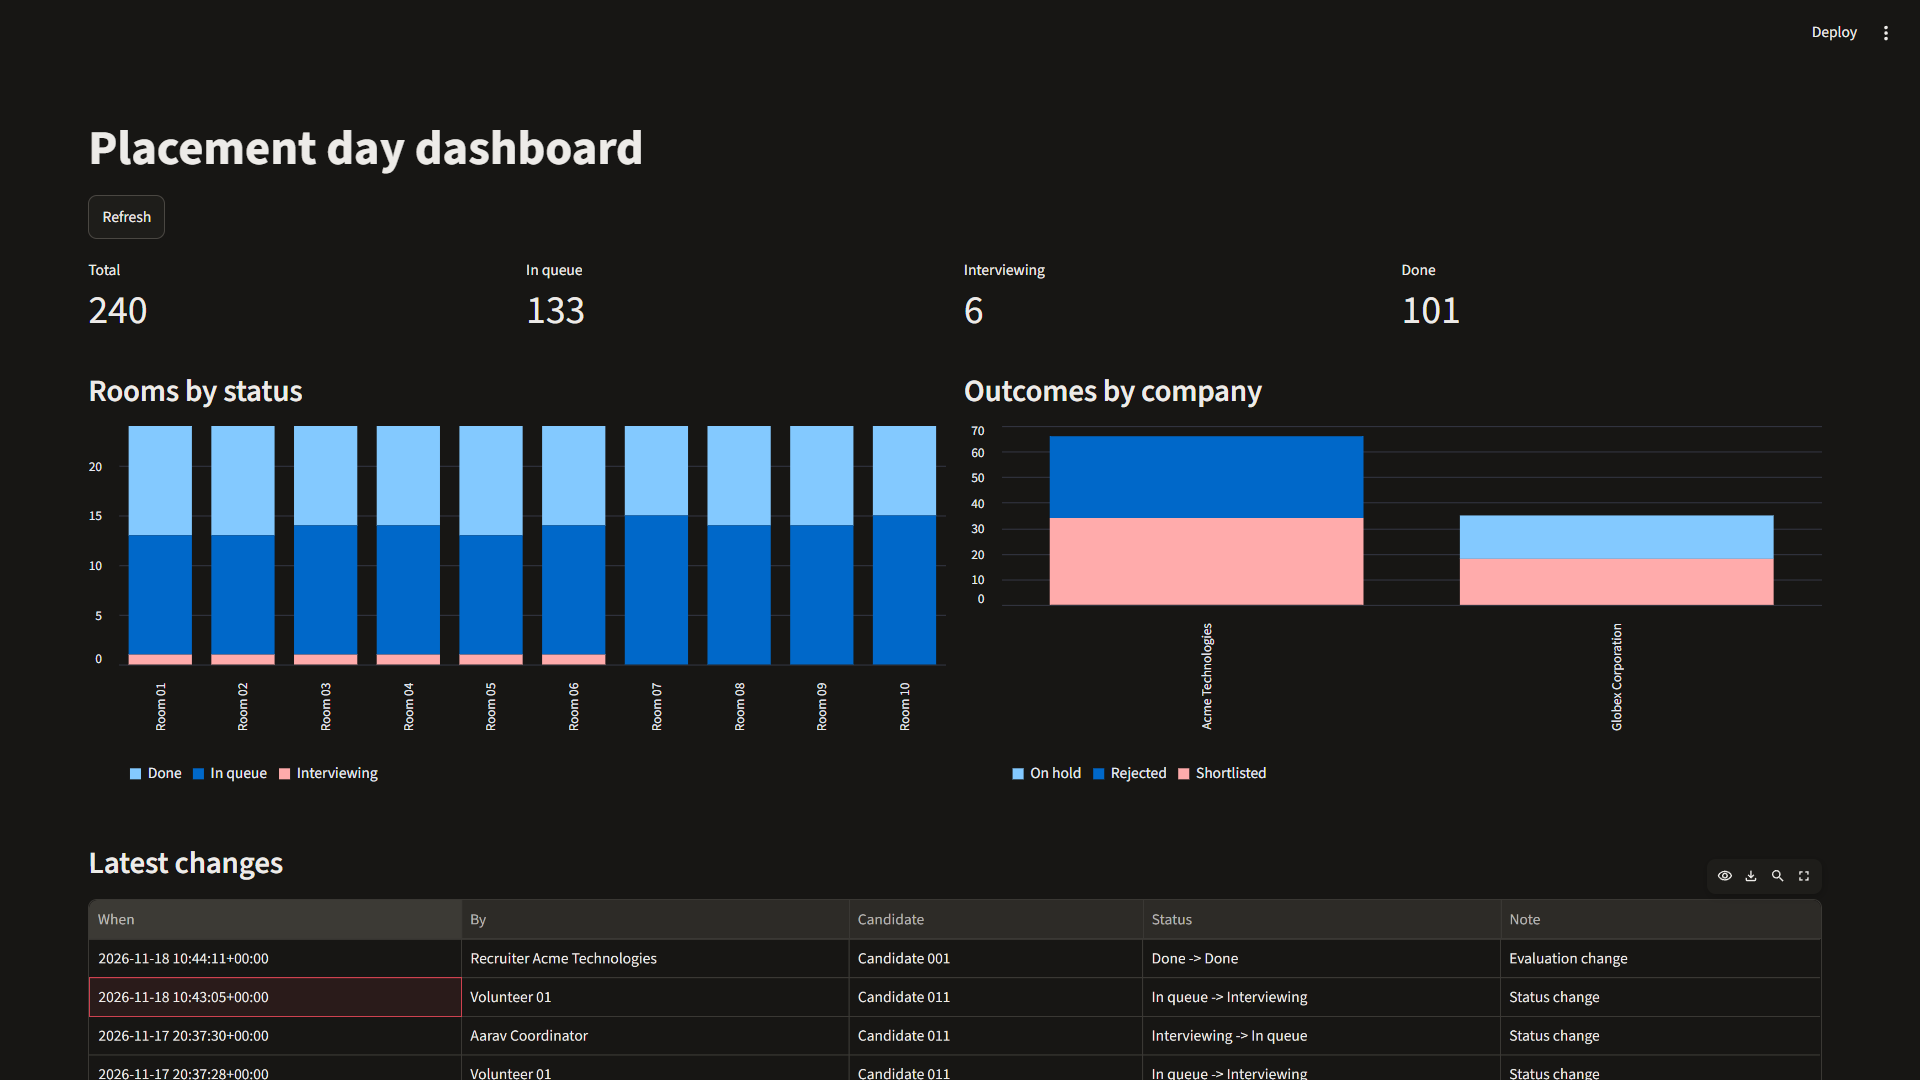 Deploy
Placement day dashboard
Refresh
Total In queue Interviewing Done
240 133 6 101
Rooms by status
20
15
10
5
0
Room 01 Room 02 Room 03 Room 04 Room 05 Room 06 Room 07 Room 08 Room 09 Room 10
Done In queue Interviewing
Outcomes by company
70
60
50
40
30
20
10
0
Acme Technologies Globex Corporation
On hold Rejected Shortlisted
Latest changes
When By Candidate Status Note
2026-11-18 10:44:11+00:00 Recruiter Acme Technologies Candidate 001 Done -> Done Evaluation change
2026-11-18 10:43:05+00:00 Volunteer 01 Candidate 011 In queue -> Interviewing Status change
2026-11-17 20:37:30+00:00 Aarav Coordinator Candidate 011 Interviewing -> In queue Status change
2026-11-17 20:37:28+00:00 Volunteer 01 Candidate 011 In queue -> Interviewing Status change